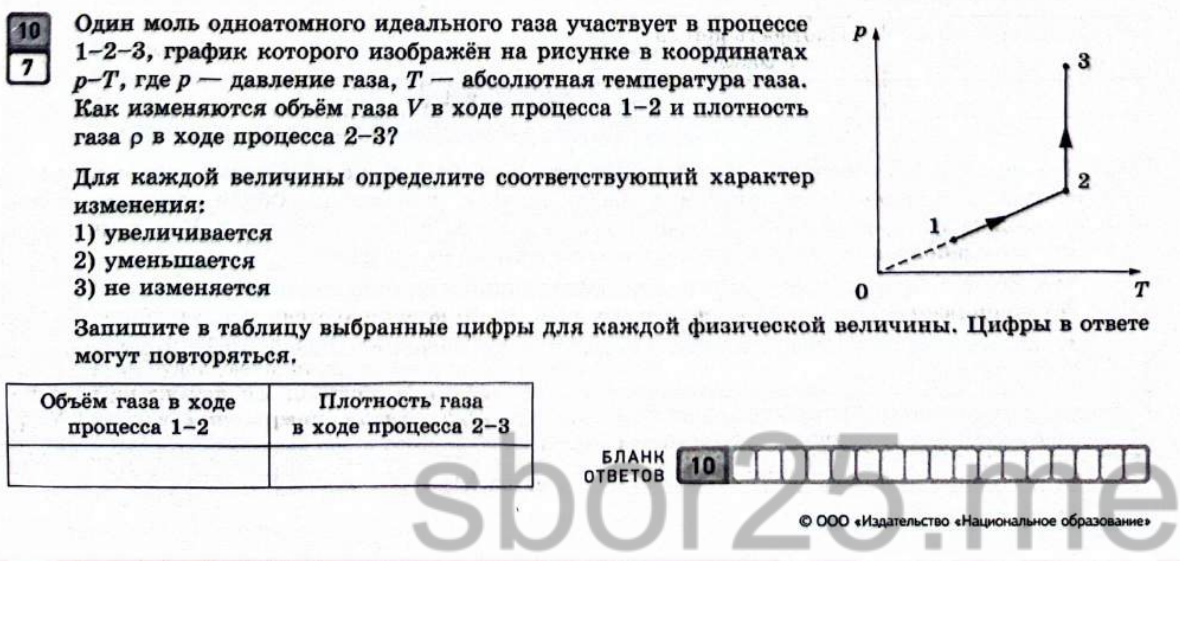 10
7
Один моль одноатомного идеального газа участвует в процессе
1–2–3, график которого изображён на рисунке в координатах
p–T, где p — давление газа, T — абсолютная температура газа.
Как изменяются объём газа V в ходе процесса 1–2 и плотность
газа ρ в ходе процесса 2–3?
Для каждой величины определите соответствующий характер
изменения:
1) увеличивается
2) уменьшается
3) не изменяется
p
3
2
1
0
T
Запишите в таблицу выбранные цифры для каждой физической величины. Цифры в ответе
могут повторяться.
Объём газа в ходе
процесса 1–2
Плотность газа
в ходе процесса 2–3
БЛАНК
ОТВЕТОВ
10
© ООО «Издательство «Национальное образование»
sbor25.me